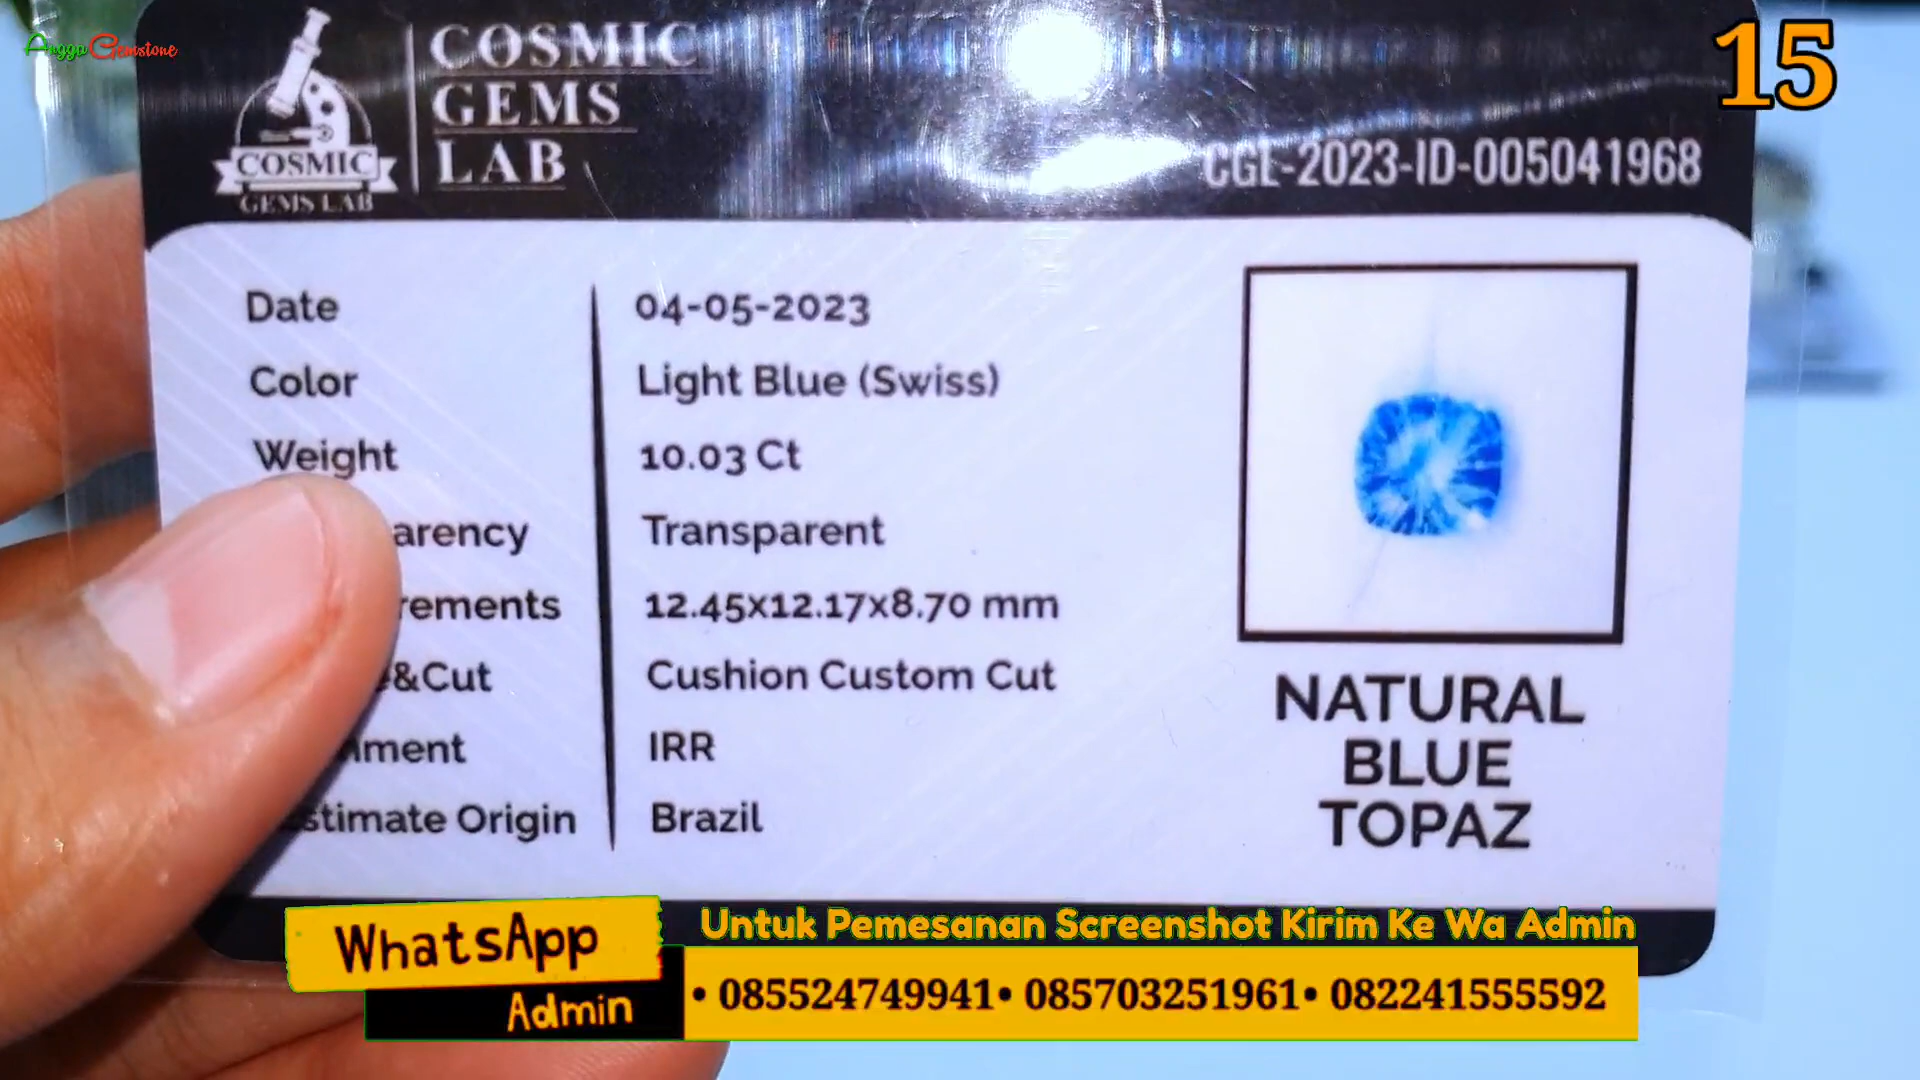 Angga Gemstone
15
COSMIC
GEMS
LAB
COSMIC
GEMS LAB
CGL-2023-ID-005041968
Date 04-05-2023
Color Light Blue (Swiss)
Weight 10.03 Ct
arency Transparent
rements 12.45x12.17x8.70 mm
&Cut Cushion Custom Cut
ment IRR
stimate Origin Brazil
NATURAL
BLUE
TOPAZ
WhatsApp
Admin
Untuk Pemesanan Screenshot Kirim Ke Wa Admin
• 085524749941• 085703251961• 082241555592